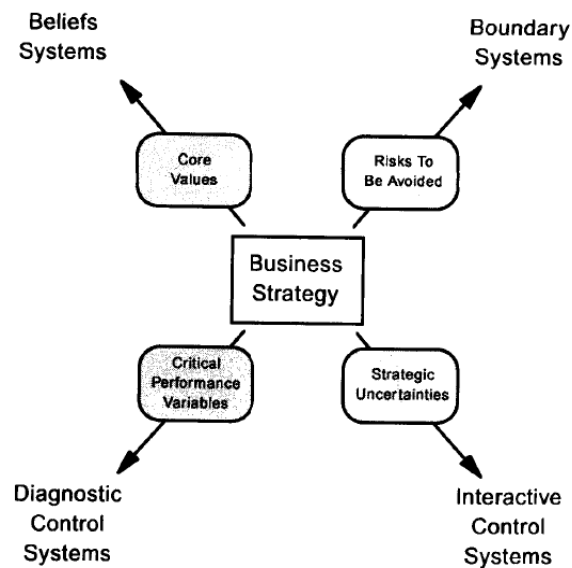 Beliefs
Systems
Boundary
Systems
Core
Values
Risks To
Be Avoided
Business
Strategy
Critical
Performance
Variables
Strategic
Uncertainties
Diagnostic
Control
Systems
Interactive
Control
Systems